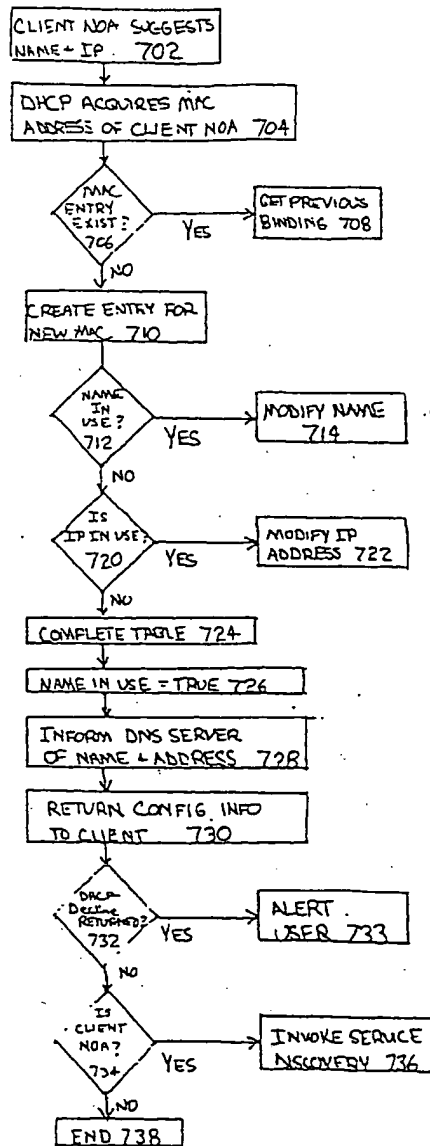 CLIENT NOA SUGGESTS
NAME + IP. 702
DHCP ACQUIRES MAC
ADDRESS OF CLIENT NOA 704
MAC
ENTRY
EXIST?
706
YES
GET PREVIOUS
BINDING 708
NO
CREATE ENTRY FOR
NEW MAC 710
NAME
IN
USE?
712
YES
MODIFY NAME
714
NO
IS
IP IN USE?
720
YES
MODIFY IP
ADDRESS 722
NO
COMPLETE TABLE 724
NAME IN USE = TRUE 726
INFORM DNS SERVER
OF NAME + ADDRESS 728
RETURN CONFIG. INFO
TO CLIENT 730
DHCP
Decline
RETURNED?
732
YES
ALERT
USER 733
NO
IS
CLIENT
NOA?
734
YES
INVOKE SERVICE
DISCOVERY 736
NO
END 738